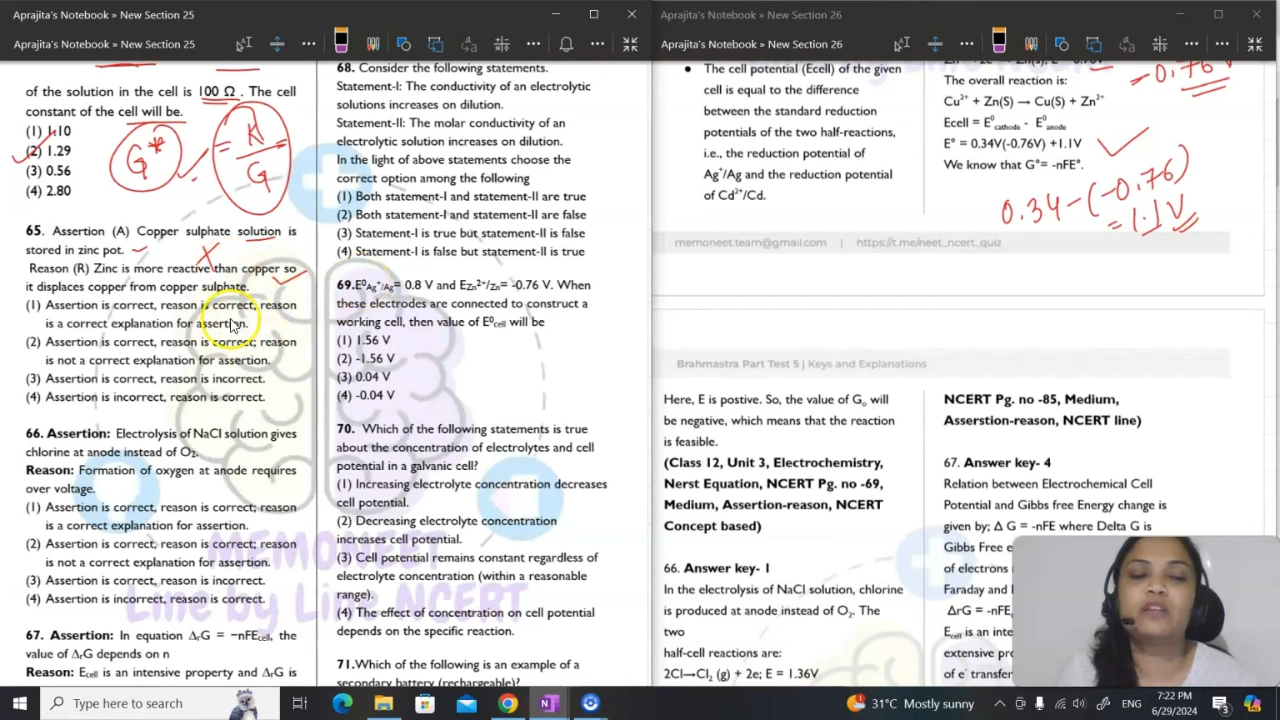 Aprajita's Notebook » New Section 25
Aprajita's Notebook » New Section 25
of the solution in the cell is 100 Ω . The cell
constant of the cell will be.
(1) 1.10
(2) 1.29
(3) 0.56
(4) 2.80
G* = K
G
65. Assertion (A) Copper sulphate solution is
stored in zinc pot.
Reason (R) Zinc is more reactive than copper so
it displaces copper from copper sulphate.
(1) Assertion is correct, reason is correct; reason
is a correct explanation for assertion.
(2) Assertion is correct, reason is correct; reason
is not a correct explanation for assertion.
(3) Assertion is correct, reason is incorrect.
(4) Assertion is incorrect, reason is correct.
66. Assertion: Electrolysis of NaCl solution gives
chlorine at anode instead of O₂.
Reason: Formation of oxygen at anode requires
over voltage.
(1) Assertion is correct, reason is correct; reason
is a correct explanation for assertion.
(2) Assertion is correct, reason is correct; reason
is not a correct explanation for assertion.
(3) Assertion is correct, reason is incorrect.
(4) Assertion is incorrect, reason is correct.
67. Assertion: In equation ΔᵣG = −nFEcell, the
value of ΔᵣG depends on n
Reason: Ecell is an intensive property and ΔᵣG is
68. Consider the following statements.
Statement-I: The conductivity of an electrolytic
solutions increases on dilution.
Statement-II: The molar conductivity of an
electrolytic solution increases on dilution.
In the light of above statements choose the
correct option among the following
(1) Both statement-I and statement-II are true
(2) Both statement-I and statement-II are false
(3) Statement-I is true but statement-II is false
(4) Statement-I is false but statement-II is true
69.E⁰Ag⁺/Ag= 0.8 V and EZn²⁺/Zn= -0.76 V. When
these electrodes are connected to construct a
working cell, then value of E⁰cell will be
(1) 1.56 V
(2) -1.56 V
(3) 0.04 V
(4) -0.04 V
70. Which of the following statements is true
about the concentration of electrolytes and cell
potential in a galvanic cell?
(1) Increasing electrolyte concentration decreases
cell potential.
(2) Decreasing electrolyte concentration
increases cell potential.
(3) Cell potential remains constant regardless of
electrolyte concentration (within a reasonable
range).
(4) The effect of concentration on cell potential
depends on the specific reaction.
71.Which of the following is an example of a
secondary battery (rechargeable)?
MEMONEET
Line by Line NCERT
Aprajita's Notebook » New Section 26
Aprajita's Notebook » New Section 26
• The cell potential (Ecell) of the given
cell is equal to the difference
between the standard reduction
potentials of the two half-reactions,
i.e., the reduction potential of
Ag⁺/Ag and the reduction potential
of Cd²⁺/Cd.
-0.76 V
The overall reaction is:
Cu²⁺ + Zn(S) → Cu(S) + Zn²⁺
Ecell = E⁰cathode - E⁰anode
E° = 0.34V(-0.76V) +1.1V
We know that G°= -nFE°.
0.34-(-0.76)
= 1.1V
memoneet.team@gmail.com | https://t.me/neet_ncert_quiz
Brahmastra Part Test 5 | Keys and Explanations
Here, E is postive. So, the value of G₀ will
be negative, which means that the reaction
is feasible.
(Class 12, Unit 3, Electrochemistry,
Nerst Equation, NCERT Pg. no -69,
Medium, Assertion-reason, NCERT
Concept based)
66. Answer key- 1
In the electrolysis of NaCl solution, chlorine
is produced at anode instead of O₂. The
two
half-cell reactions are:
2Cl→Cl₂ (g) + 2e; E = 1.36V
NCERT Pg. no -85, Medium,
Asserstion-reason, NCERT line)
67. Answer key-4
Relation between Electrochemical Cell
Potential and Gibbs free Energy change is
given by; Δ G = -nFE where Delta G is
Gibbs Free e
of electrons
Faraday and
ΔrG = -nFE,
Ecell is an inte
extensive pro
of e⁻ transfer
Type here to search
31°C Mostly sunny
ENG
7:22 PM
6/29/2024
3